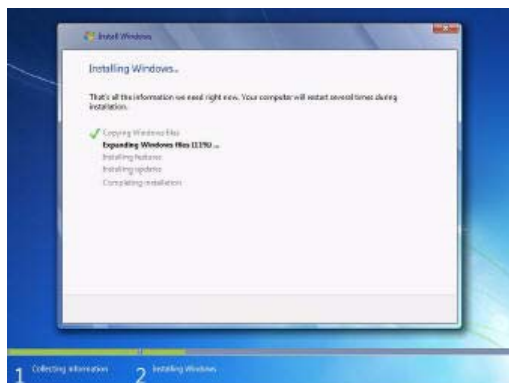 Install Windows
Installing Windows...
That's all the information we need right now. Your computer will restart several times during
installation.
Copying Windows files
Expanding Windows files (11%) ...
Installing features
Installing updates
Completing installation
1 Collecting information
2 Installing Windows